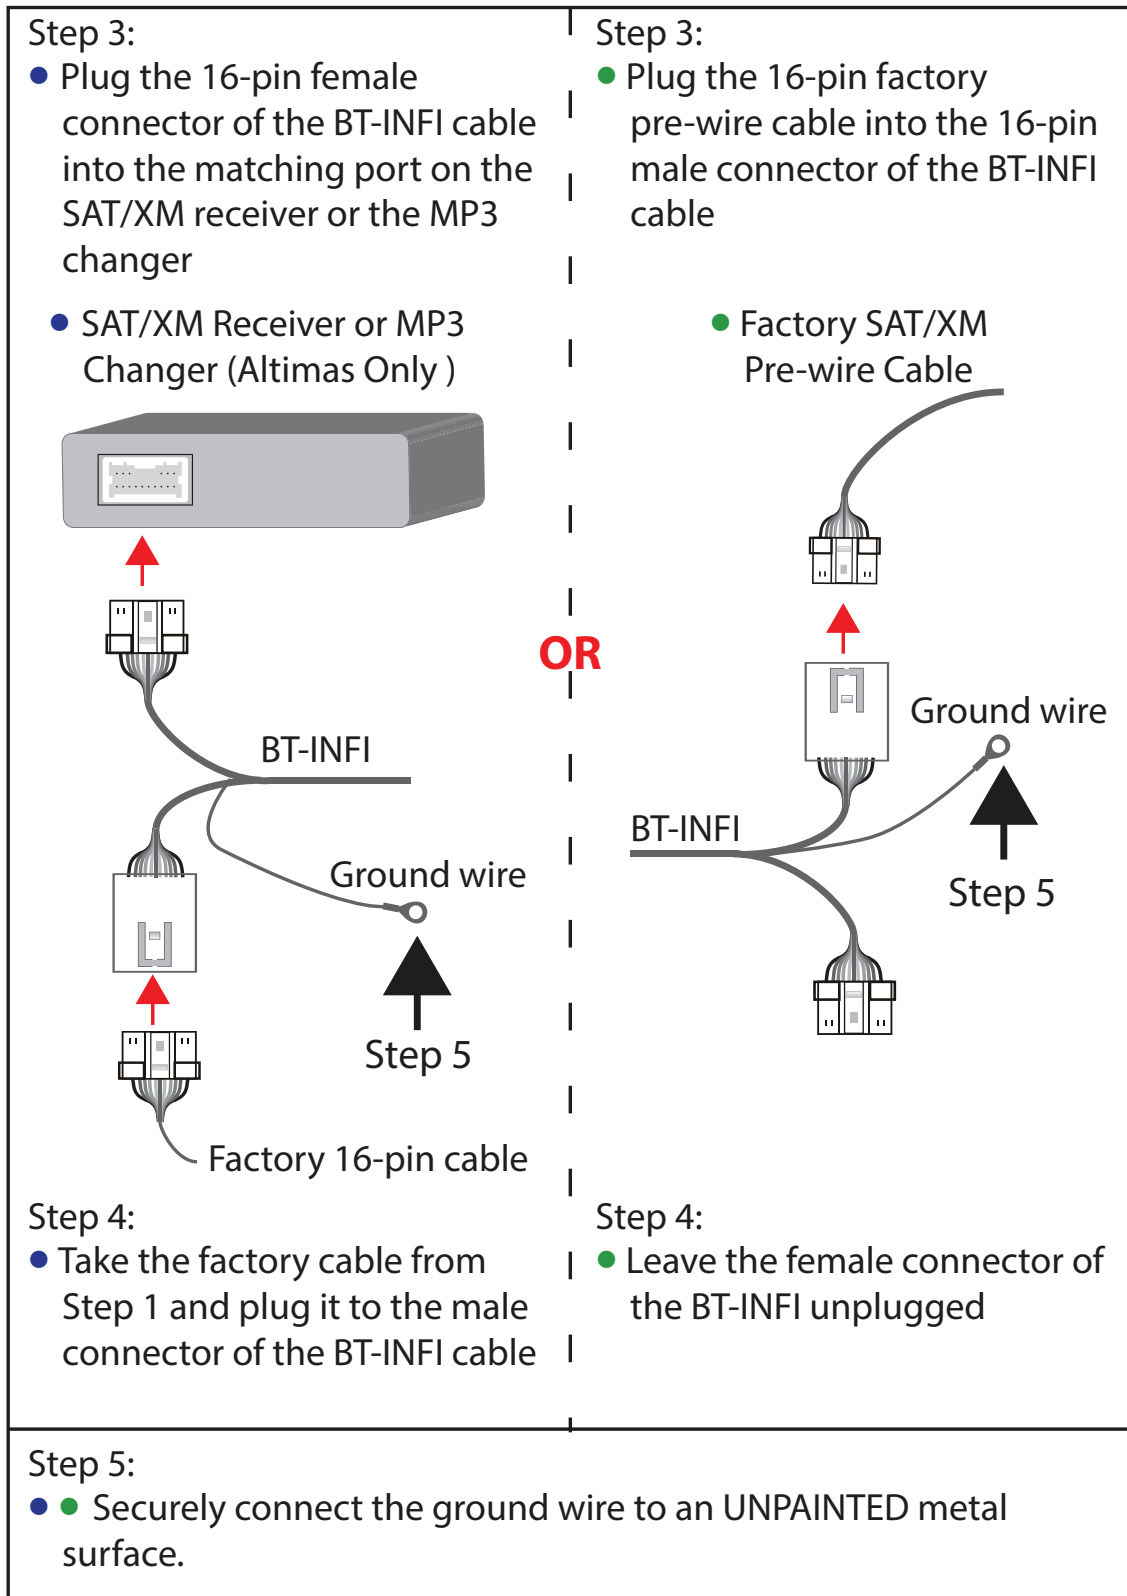 Step 3:
• Plug the 16-pin female
connector of the BT-INFI cable
into the matching port on the
SAT/XM receiver or the MP3
changer
• SAT/XM Receiver or MP3
Changer (Altimas Only )
BT-INFI
Ground wire
Step 5
Factory 16-pin cable
Step 4:
• Take the factory cable from
Step 1 and plug it to the male
connector of the BT-INFI cable
OR
Step 3:
• Plug the 16-pin factory
pre-wire cable into the 16-pin
male connector of the BT-INFI
cable
• Factory SAT/XM
Pre-wire Cable
Ground wire
BT-INFI
Step 5
Step 4:
• Leave the female connector of
the BT-INFI unplugged
Step 5:
• • Securely connect the ground wire to an UNPAINTED metal
surface.